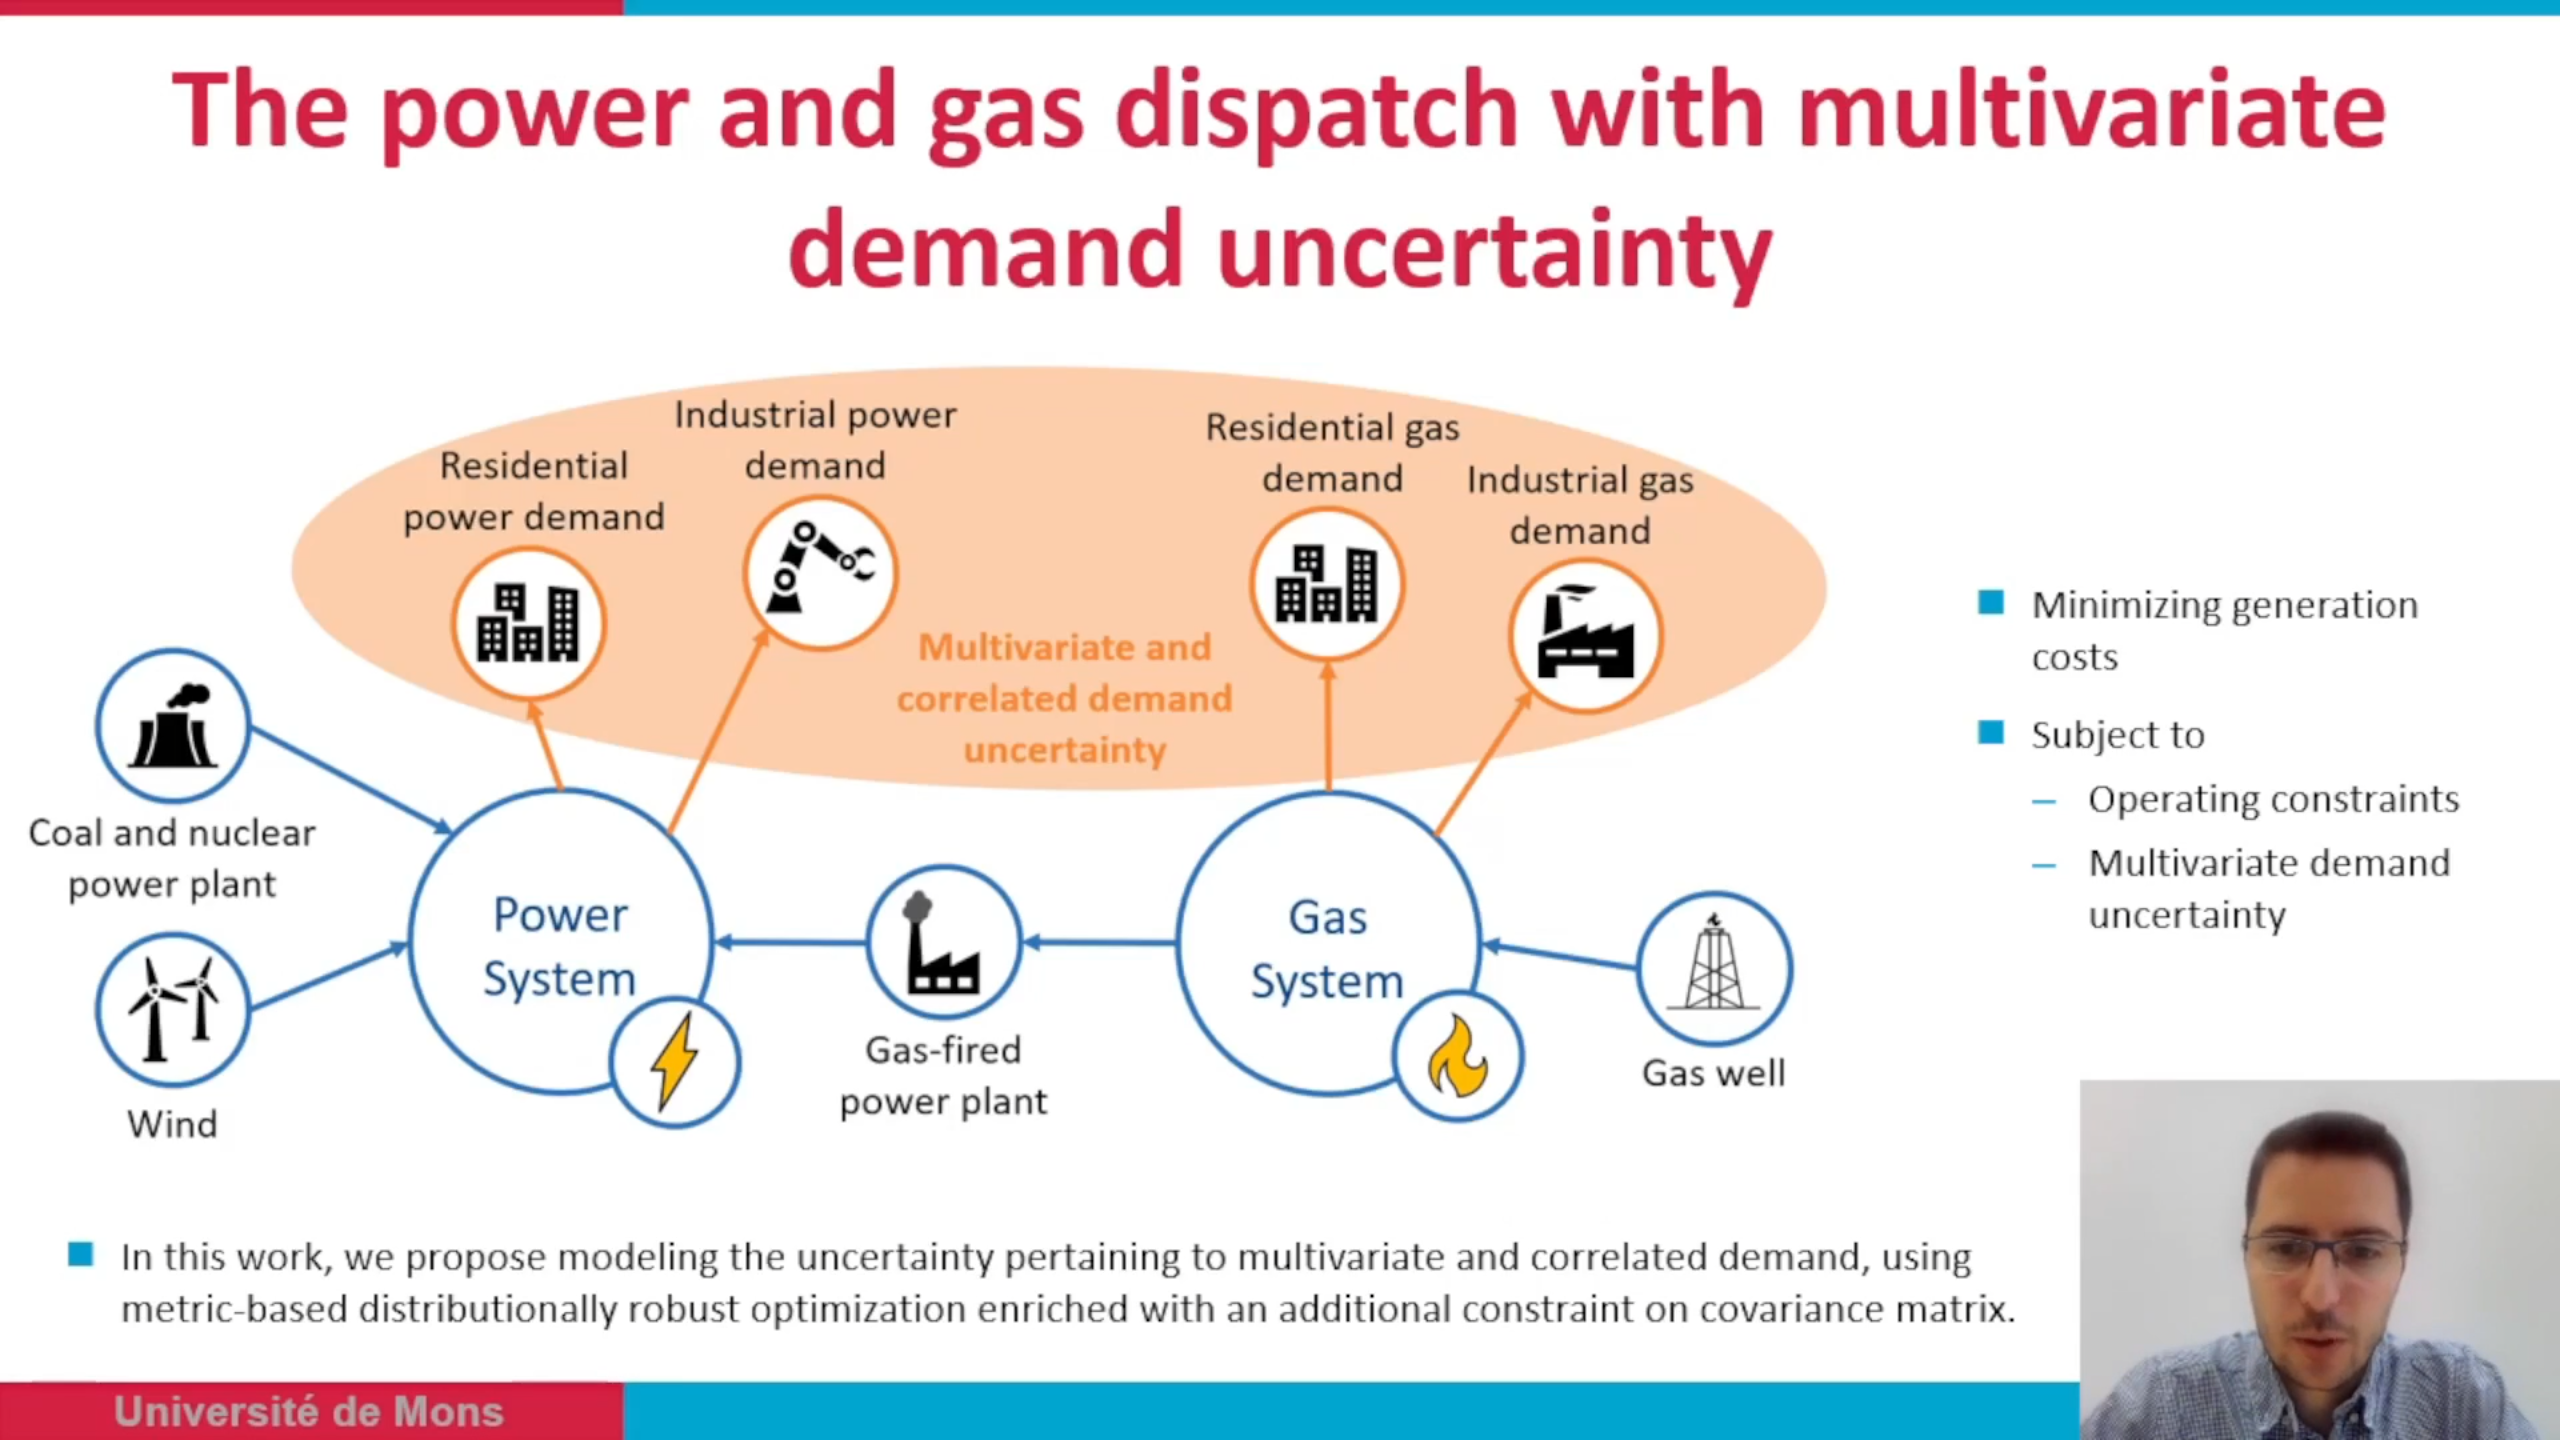 The power and gas dispatch with multivariate
demand uncertainty
Industrial power
demand
Residential
power demand
Residential gas
demand
Industrial gas
demand
Multivariate and
correlated demand
uncertainty
Coal and nuclear
power plant
Wind
Power
System
Gas-fired
power plant
Gas
System
Gas well
Minimizing generation
costs
Subject to
– Operating constraints
– Multivariate demand
uncertainty
In this work, we propose modeling the uncertainty pertaining to multivariate and correlated demand, using
metric-based distributionally robust optimization enriched with an additional constraint on covariance matrix.
Université de Mons